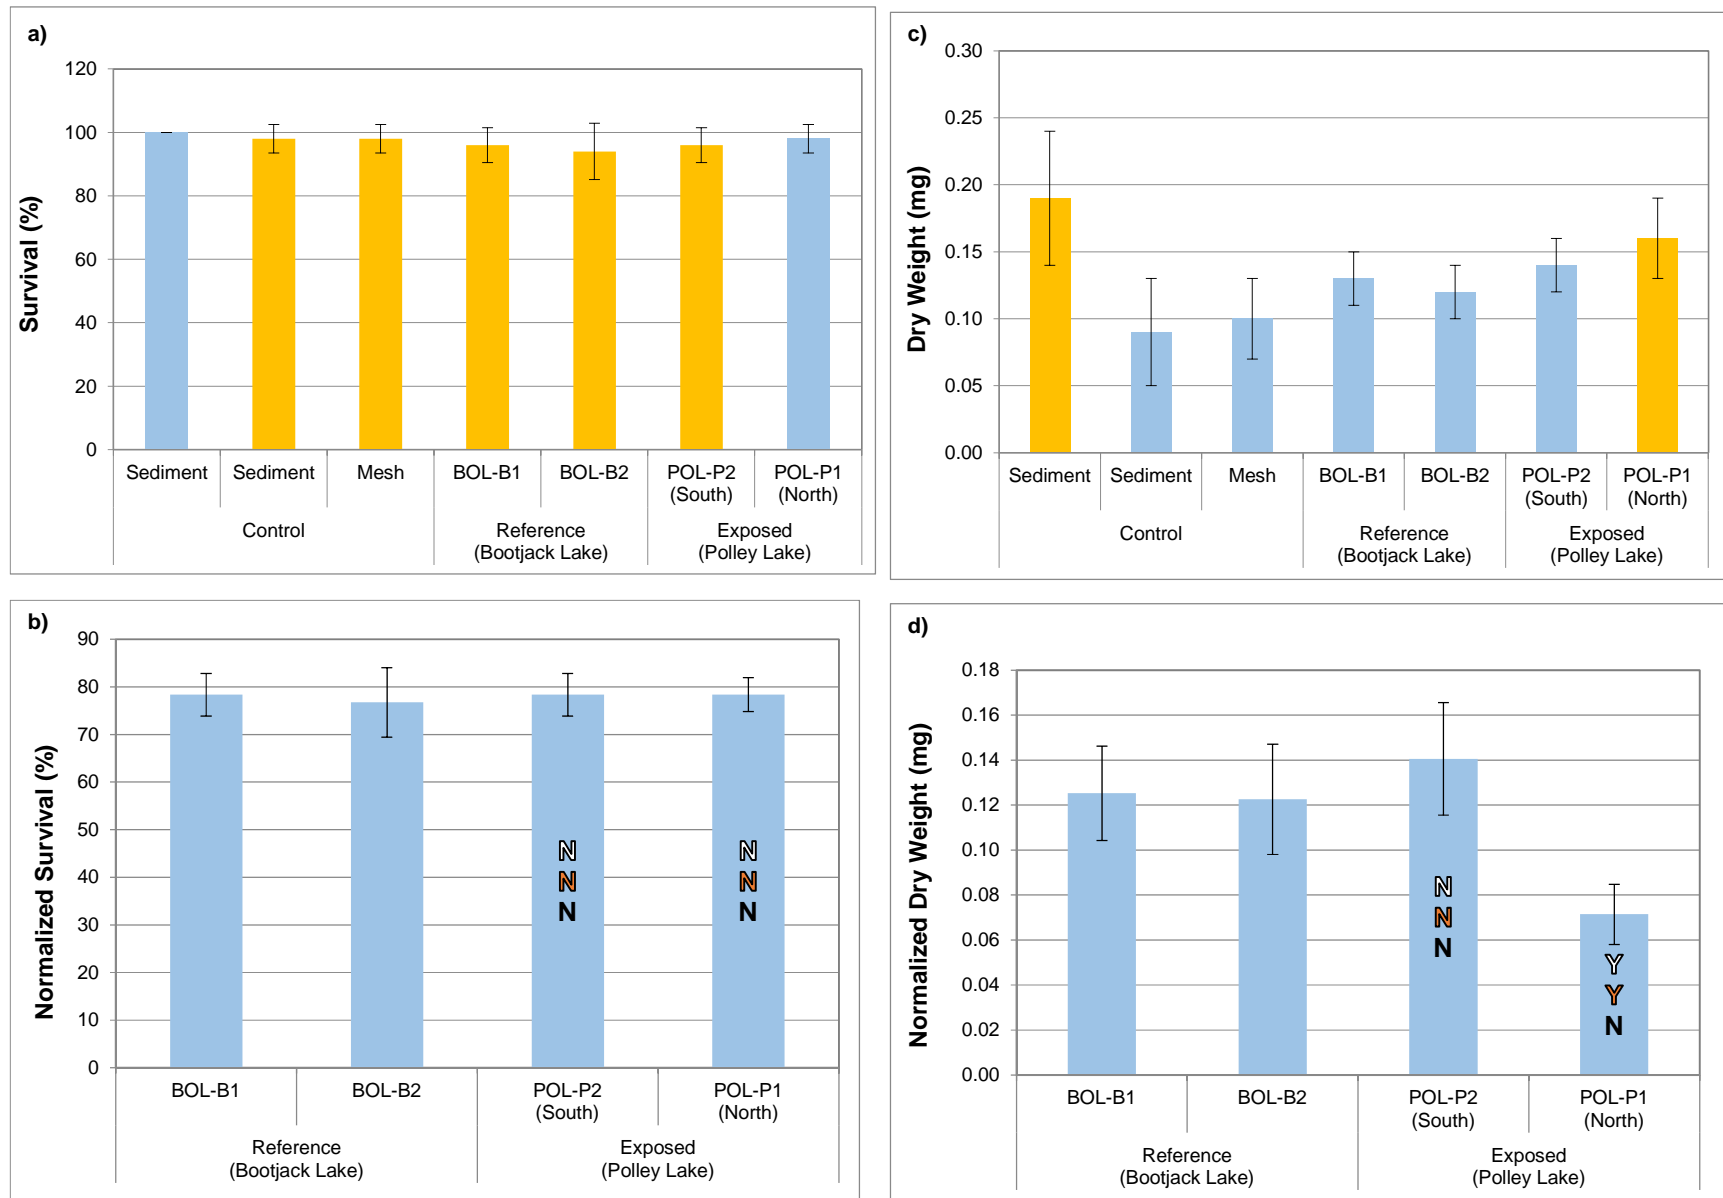 a)
Survival (%)
120
100
80
60
40
20
0
Sediment Sediment Mesh BOL-B1 BOL-B2 POL-P2 POL-P1
(South) (North)
Control Reference Exposed
(Bootjack Lake) (Polley Lake)
c)
Dry Weight (mg)
0.30
0.25
0.20
0.15
0.10
0.05
0.00
Sediment Sediment Mesh BOL-B1 BOL-B2 POL-P2 POL-P1
(South) (North)
Control Reference Exposed
(Bootjack Lake) (Polley Lake)
b)
Normalized Survival (%)
90
80
70
60
50
40
30
20
10
0
N N
N N
N N
BOL-B1 BOL-B2 POL-P2 POL-P1
(South) (North)
Reference Exposed
(Bootjack Lake) (Polley Lake)
d)
Normalized Dry Weight (mg)
0.18
0.16
0.14
0.12
0.10
0.08
0.06
0.04
0.02
0.00
N
N
N
Y
Y
N
BOL-B1 BOL-B2 POL-P2 POL-P1
(South) (North)
Reference Exposed
(Bootjack Lake) (Polley Lake)